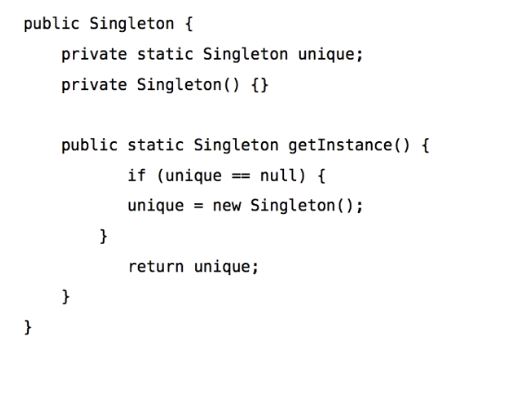 public Singleton {
    private static Singleton unique;
    private Singleton() {}

    public static Singleton getInstance() {
           if (unique == null) {
           unique = new Singleton();
        }
           return unique;
    }
}